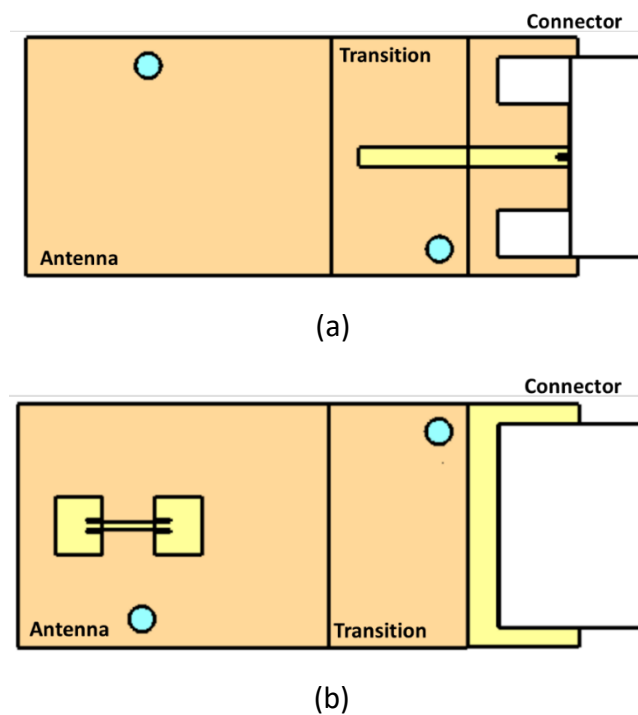 Connector
Transition
Antenna
(a)
Connector
Antenna
Transition
(b)